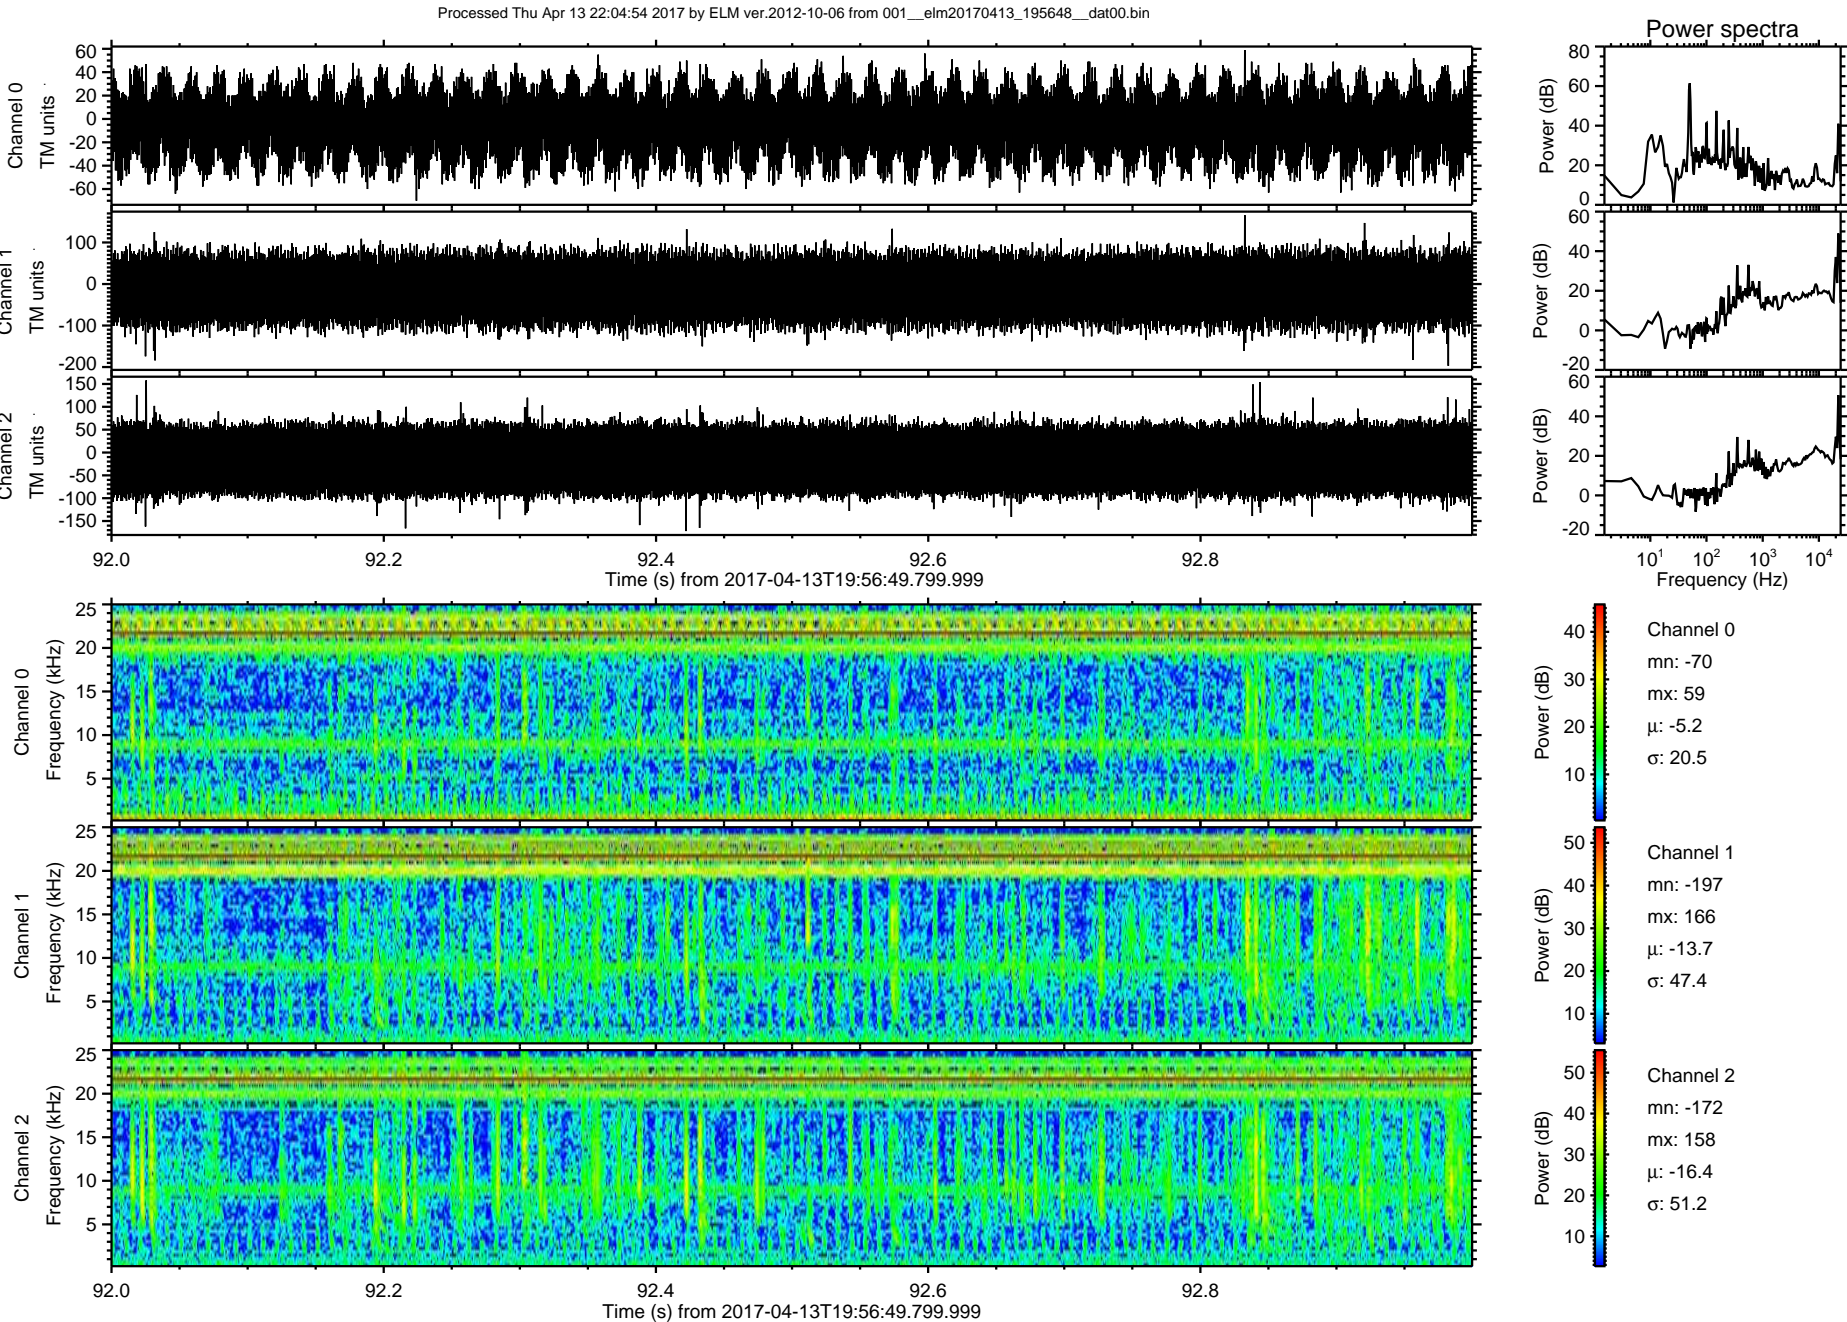 Processed Thu Apr 13 22:04:54 2017 by ELM ver.2012-10-06 from 001__elm20170413_195648__dat00.bin
Power spectra
Channel 0
TM units
60
40
20
0
-20
-40
-60
Power (dB)
80
60
40
20
0
Channel 1
TM units
100
0
-100
-200
Power (dB)
60
40
20
0
-20
Channel 2
TM units
150
100
50
0
-50
-100
-150
Power (dB)
60
40
20
0
-20
92.0 92.2 92.4 92.6 92.8
Time (s) from 2017-04-13T19:56:49.799.999
10^1 10^2 10^3 10^4
Frequency (Hz)
Channel 0
Frequency (kHz)
25
20
15
10
5
Power (dB)
40
30
20
10
Channel 0
mn: -70
mx: 59
μ: -5.2
σ: 20.5
Channel 1
Frequency (kHz)
25
20
15
10
5
Power (dB)
50
40
30
20
10
Channel 1
mn: -197
mx: 166
μ: -13.7
σ: 47.4
Channel 2
Frequency (kHz)
25
20
15
10
5
Power (dB)
50
40
30
20
10
Channel 2
mn: -172
mx: 158
μ: -16.4
σ: 51.2
92.0 92.2 92.4 92.6 92.8
Time (s) from 2017-04-13T19:56:49.799.999